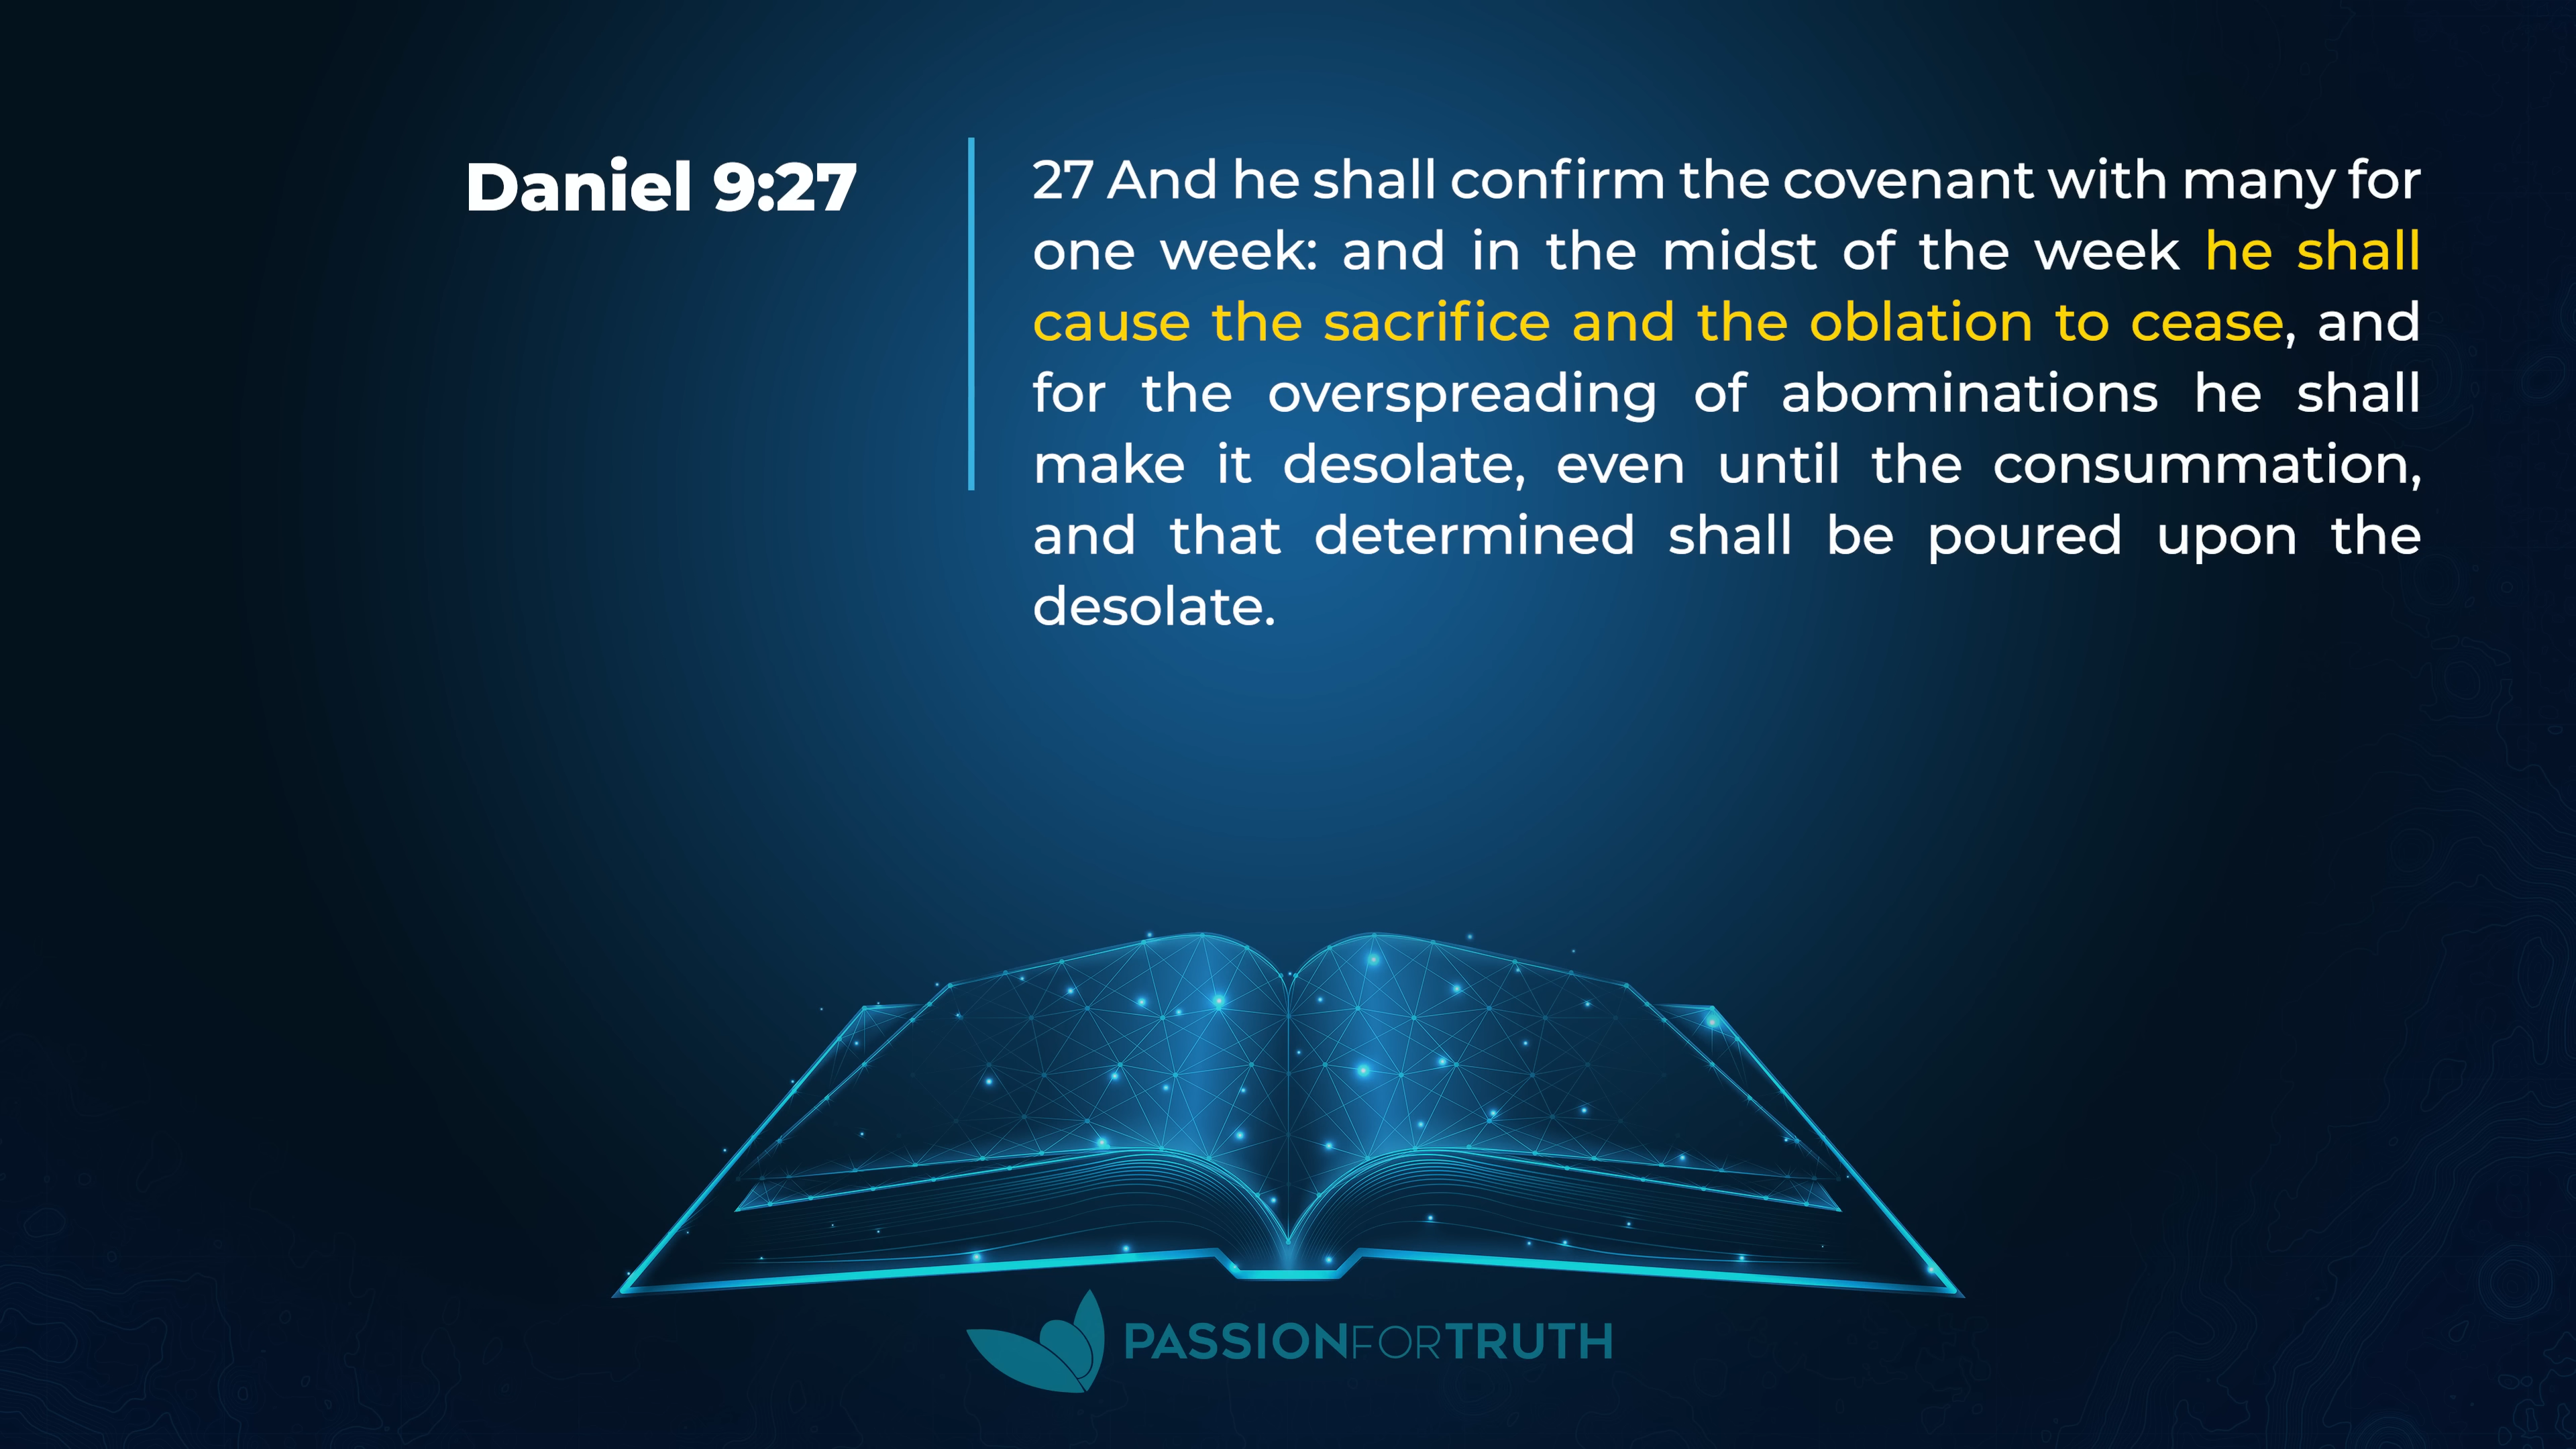 Daniel 9:27
27 And he shall confirm the covenant with many for
one week: and in the midst of the week he shall
cause the sacrifice and the oblation to cease, and
for the overspreading of abominations he shall
make it desolate, even until the consummation,
and that determined shall be poured upon the
desolate.
PASSIONFORTRUTH